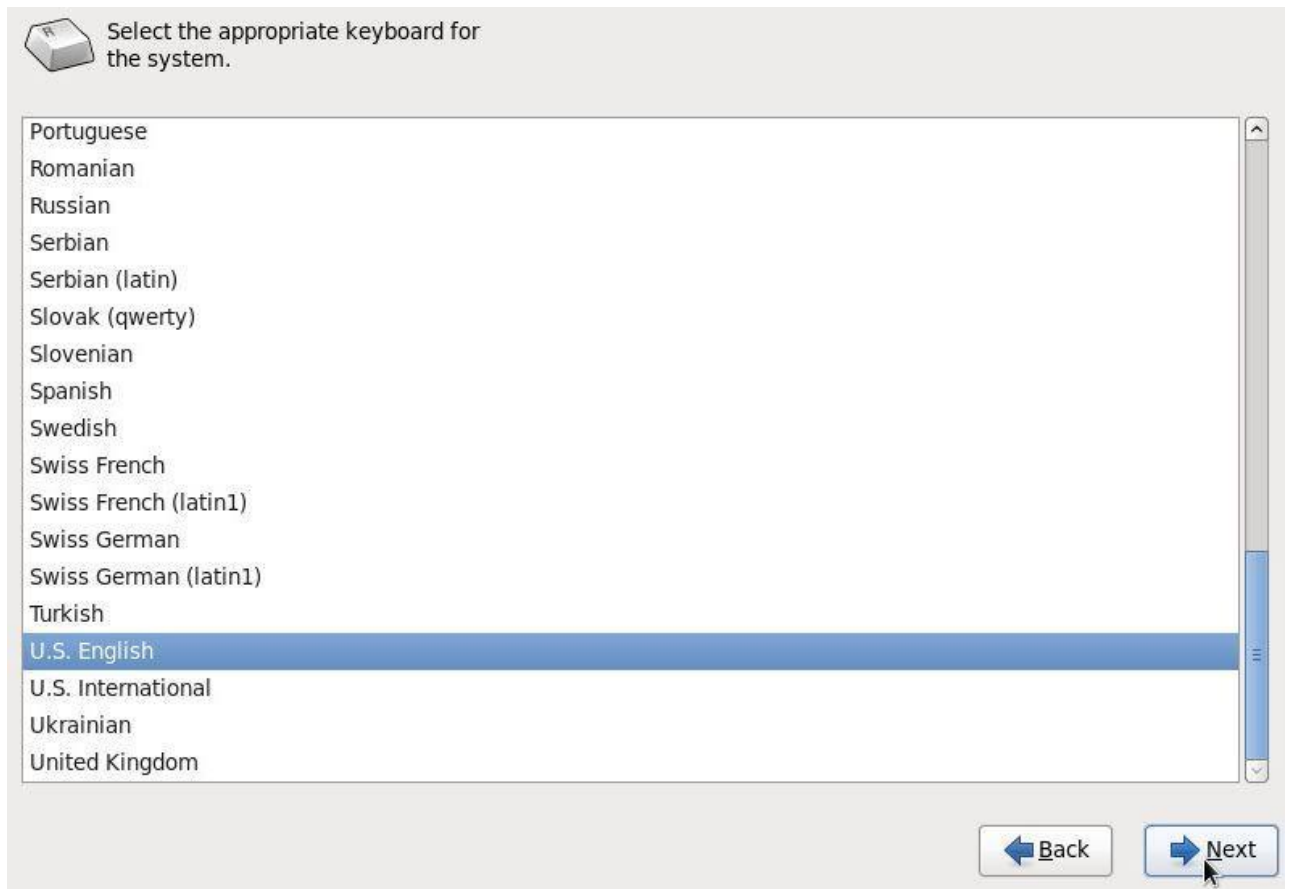 R
Select the appropriate keyboard for
the system.
Portuguese
Romanian
Russian
Serbian
Serbian (latin)
Slovak (qwerty)
Slovenian
Spanish
Swedish
Swiss French
Swiss French (latin1)
Swiss German
Swiss German (latin1)
Turkish
U.S. English
U.S. International
Ukrainian
United Kingdom
Back
Next